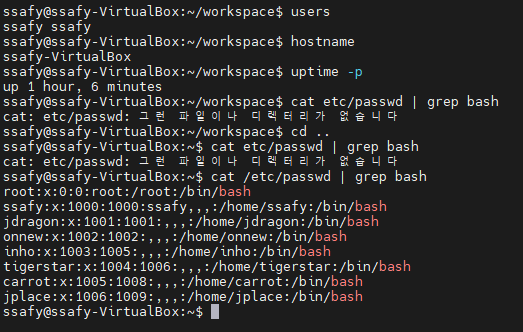 ssafy@ssafy-VirtualBox:~/workspace$ users
ssafy ssafy
ssafy@ssafy-VirtualBox:~/workspace$ hostname
ssafy-VirtualBox
ssafy@ssafy-VirtualBox:~/workspace$ uptime -p
up 1 hour, 6 minutes
ssafy@ssafy-VirtualBox:~/workspace$ cat etc/passwd | grep bash
cat: etc/passwd: 그런 파일이나 디렉터리가 없습니다
ssafy@ssafy-VirtualBox:~/workspace$ cd ..
ssafy@ssafy-VirtualBox:~$ cat etc/passwd | grep bash
cat: etc/passwd: 그런 파일이나 디렉터리가 없습니다
ssafy@ssafy-VirtualBox:~$ cat /etc/passwd | grep bash
root:x:0:0:root:/root:/bin/bash
ssafy:x:1000:1000:ssafy,,,:/home/ssafy:/bin/bash
jdragon:x:1001:1001:,,,:/home/jdragon:/bin/bash
onnew:x:1002:1002:,,,:/home/onnew:/bin/bash
inho:x:1003:1005:,,,:/home/inho:/bin/bash
tigerstar:x:1004:1006:,,,:/home/tigerstar:/bin/bash
carrot:x:1005:1008:,,,:/home/carrot:/bin/bash
jplace:x:1006:1009:,,,:/home/jplace:/bin/bash
ssafy@ssafy-VirtualBox:~$